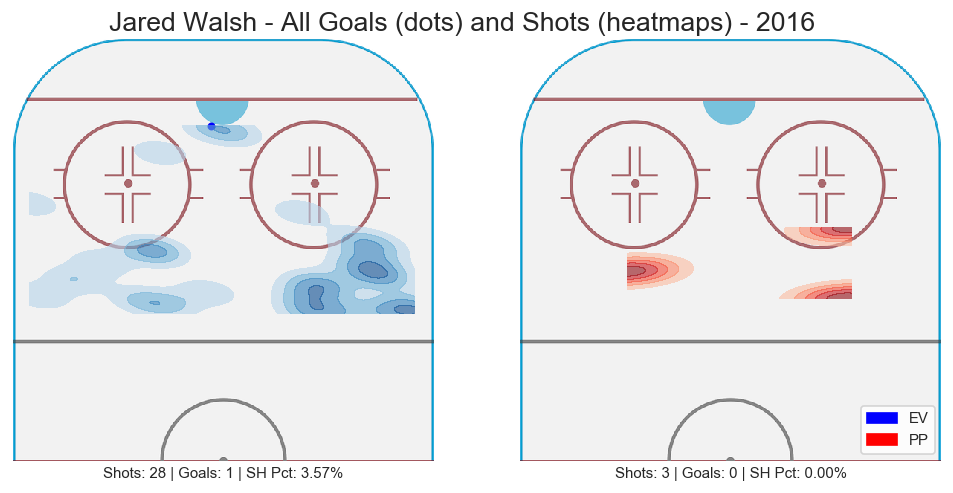 Jared Walsh - All Goals (dots) and Shots (heatmaps) - 2016
EV
PP
Shots: 28 | Goals: 1 | SH Pct: 3.57%
Shots: 3 | Goals: 0 | SH Pct: 0.00%